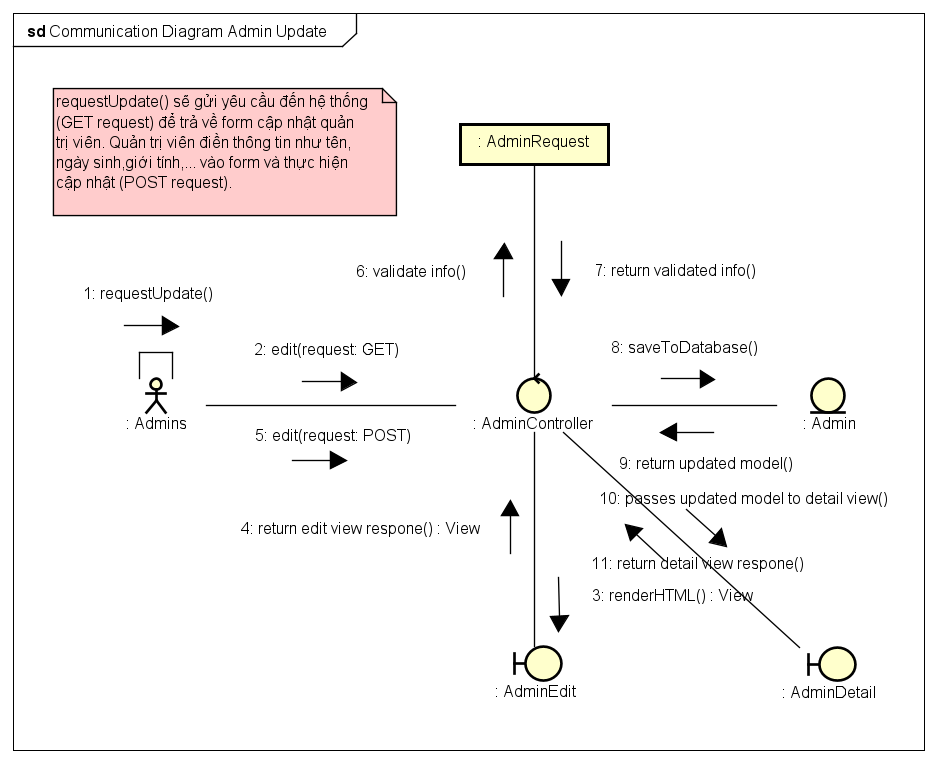 sd Communication Diagram Admin Update
requestUpdate() sẽ gửi yêu cầu đến hệ thống
(GET request) để trả về form cập nhật quản
trị viên. Quản trị viên điền thông tin như tên,
ngày sinh,giới tính,... vào form và thực hiện
cập nhật (POST request).
: AdminRequest
6: validate info()
7: return validated info()
1: requestUpdate()
2: edit(request: GET)
8: saveToDatabase()
: Admins
: AdminController
: Admin
5: edit(request: POST)
9: return updated model()
10: passes updated model to detail view()
4: return edit view respone() : View
11: return detail view respone()
3: renderHTML() : View
: AdminEdit
: AdminDetail